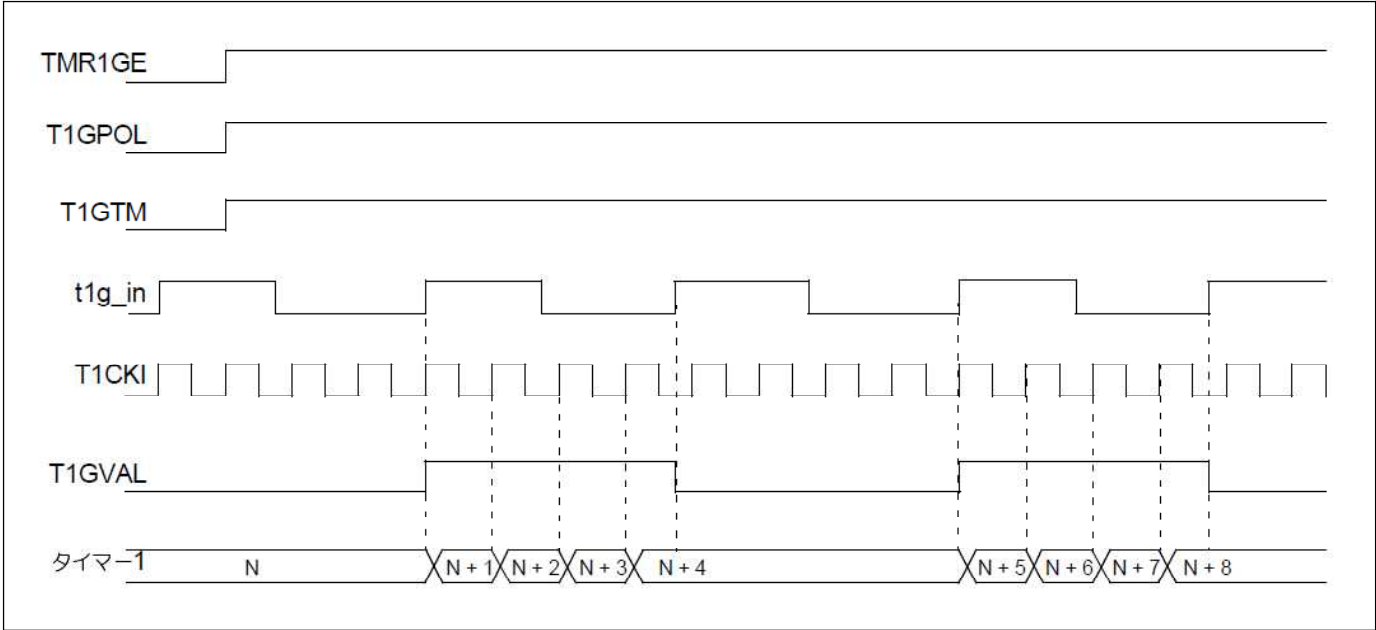 TMR1GE
T1GPOL
T1GTM
t1g_in
T1CKI
T1GVAL
タイマー1 N N + 1 N + 2 N + 3 N + 4 N + 5 N + 6 N + 7 N + 8